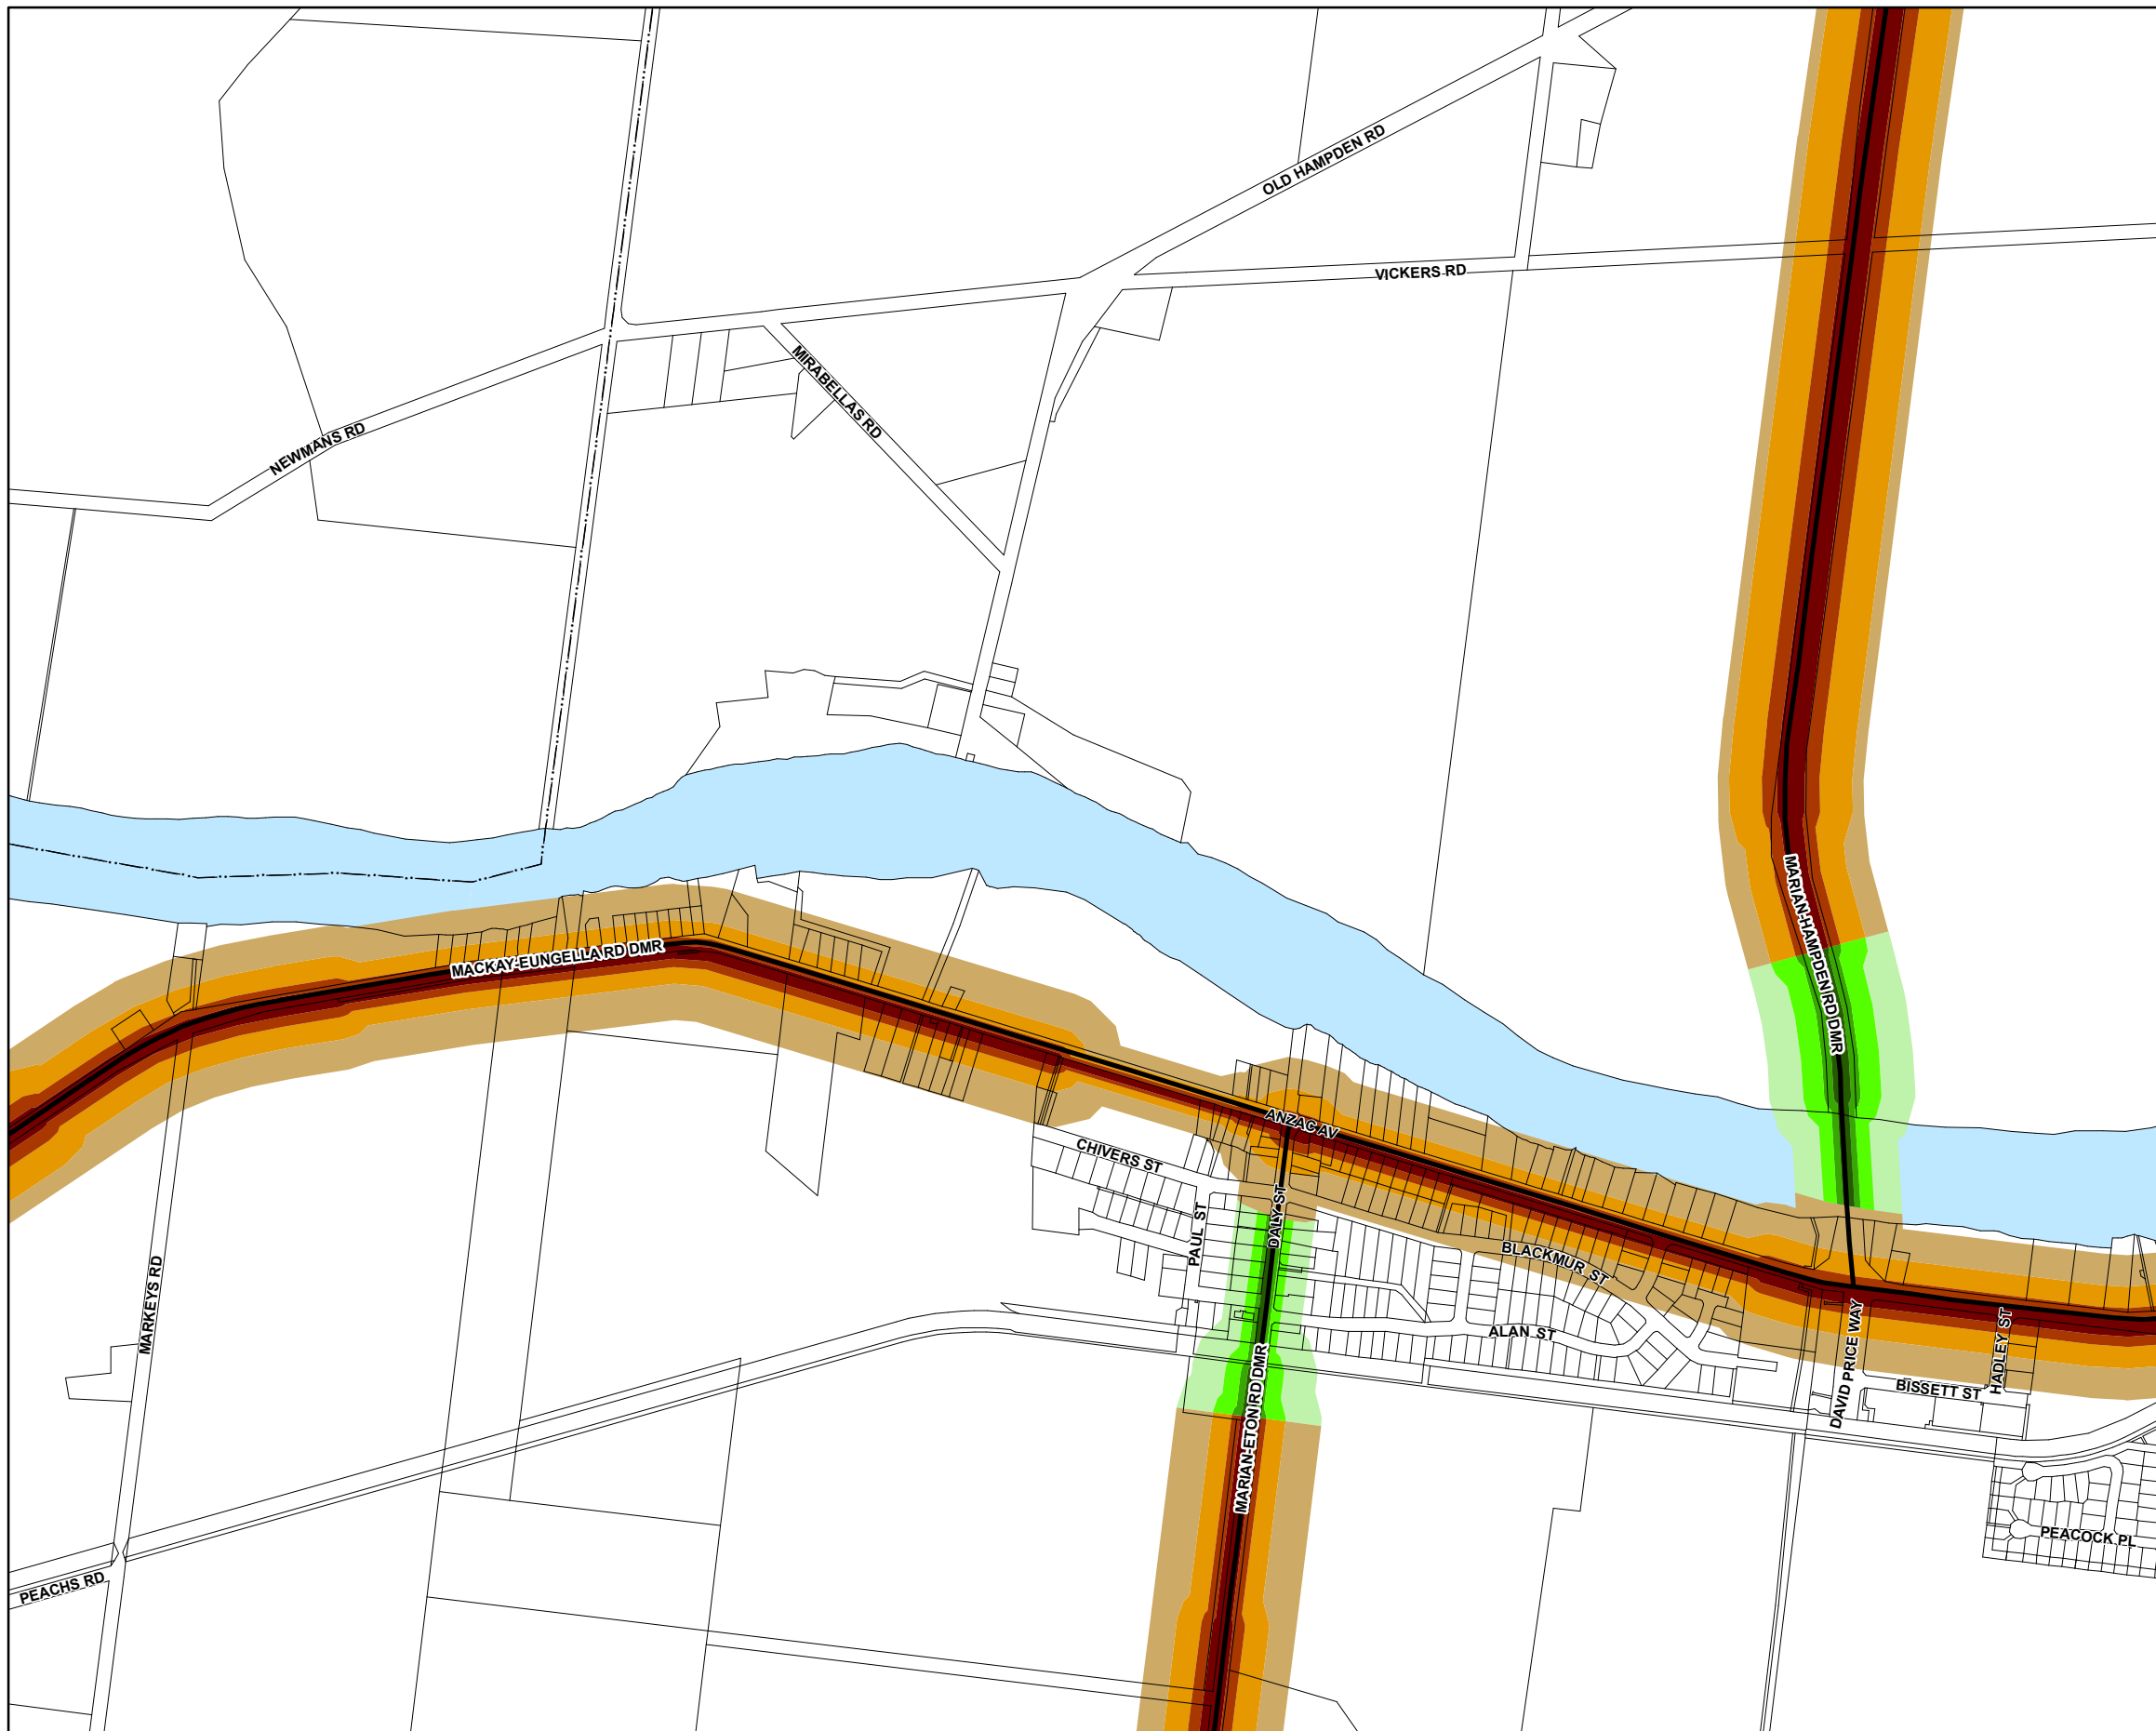 OLD HAMPDEN RD
VICKERS RD
MIRABELLAS RD
NEWMANS RD
MARIAN-HAMPDEN RD DMR
MACKAY-EUNGELLA RD DMR
ANZAC AV
CHIVERS ST
PAUL ST
DALY ST
BLACKMUR ST
MARKEYS RD
ALAN ST
DAVID PRICE WAY
HADLEY ST
BISSETT ST
MARIAN-ETON RD DMR
PEACOCK PL
PEACHS RD